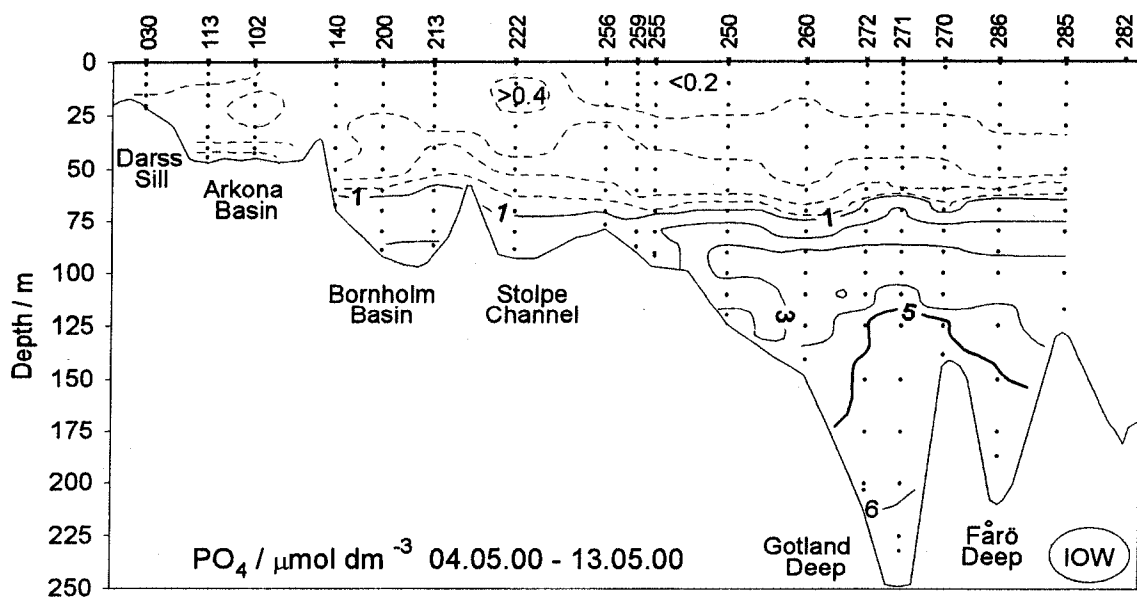 030 113 102 140 200 213 222 256 259 255 250 260 272 271 270 286 285 282
0
25
50
75
100
125
150
175
200
225
250
Depth / m
<0.2
>0.4
Darss
Sill
Arkona
Basin
1
1
1
Bornholm
Basin
Stolpe
Channel
3
5
6
Gotland
Deep
Fårö
Deep
IOW
PO4 / μmol dm -3 04.05.00 - 13.05.00